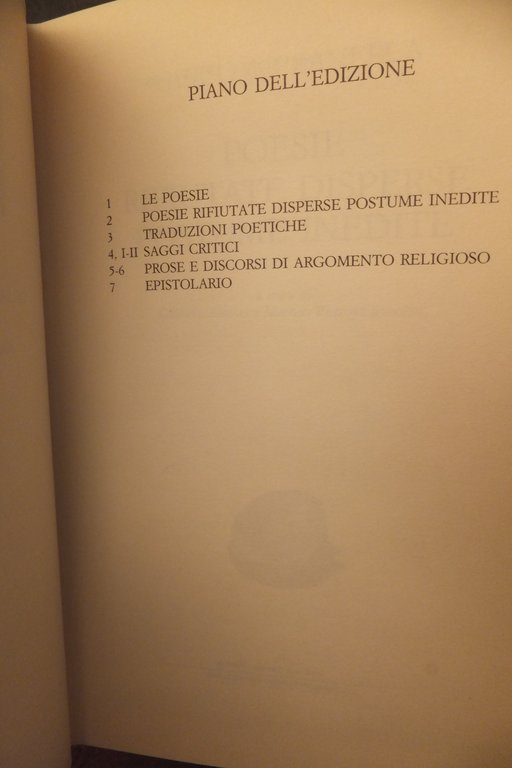 PIANO DELL'EDIZIONE
1 LE POESIE
2 POESIE RIFIUTATE DISPERSE POSTUME INEDITE
3 TRADUZIONI POETICHE
4, I-II SAGGI CRITICI
5-6 PROSE E DISCORSI DI ARGOMENTO RELIGIOSO
7 EPISTOLARIO